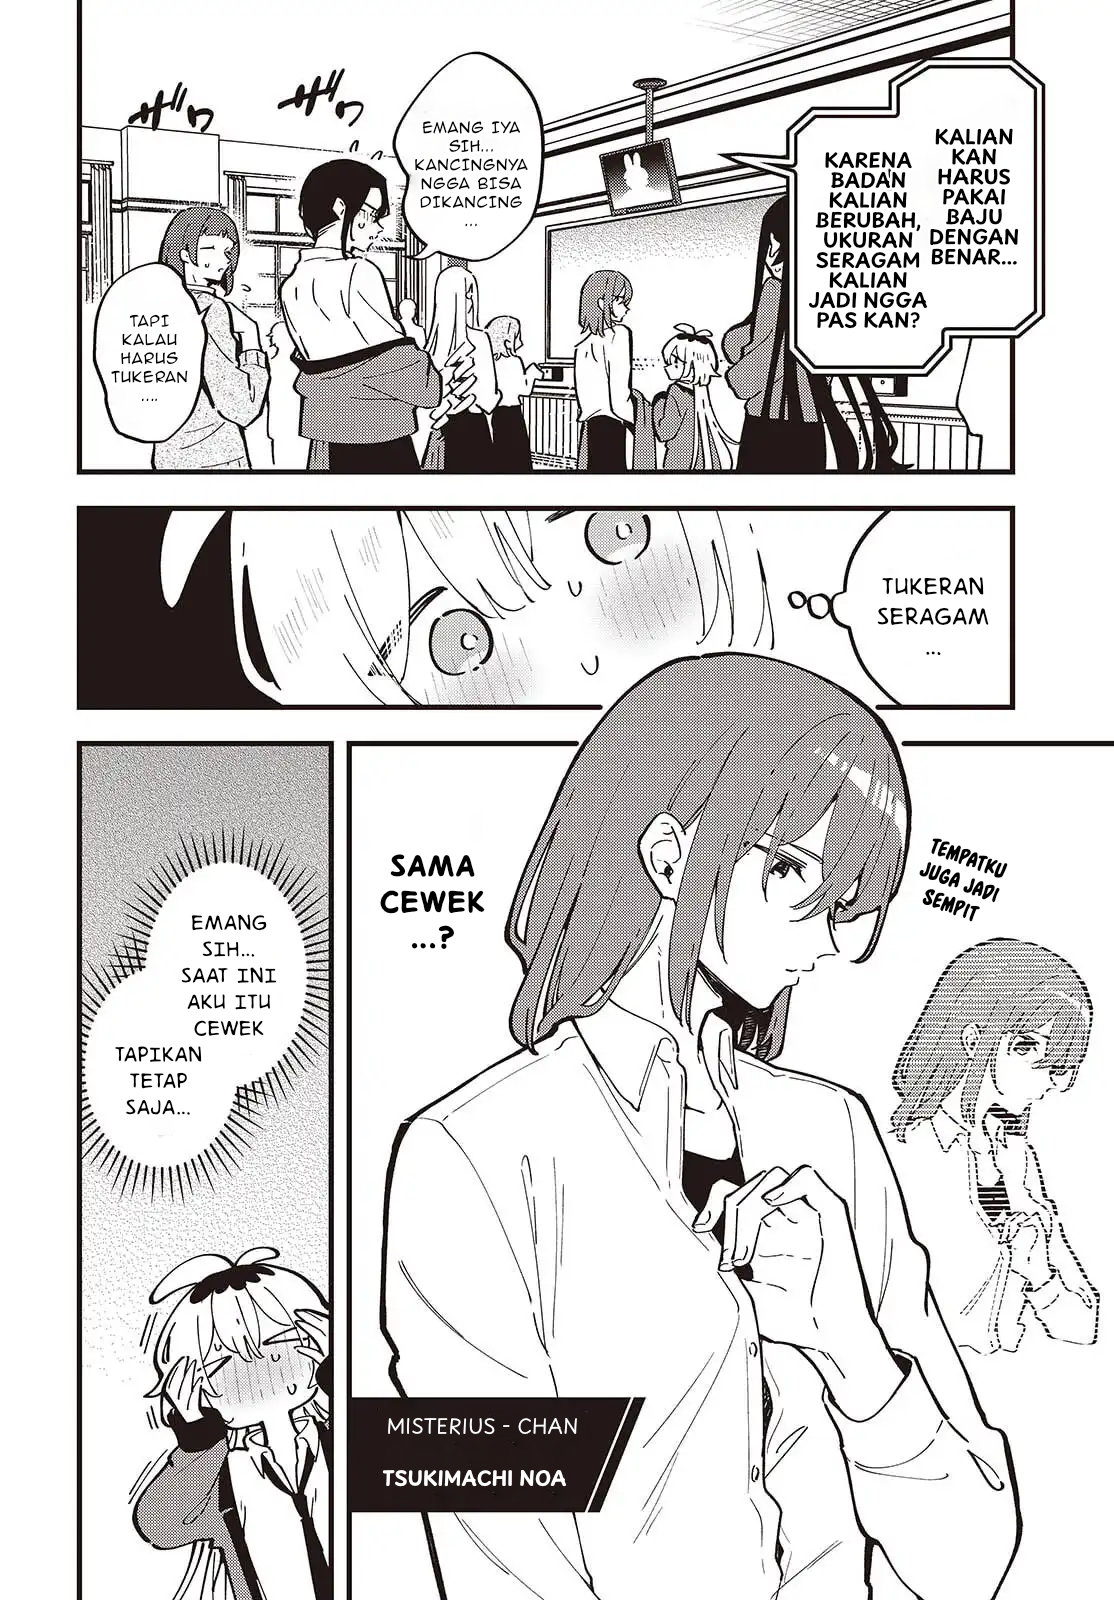 KALIAN
KAN
HARUS
PAKAI
BAJU
DENGAN
BENAR...
KARENA
BADAN
KALIAN
BERUBAH,
UKURAN
SERAGAM
KALIAN
JADI NGGA
PAS KAN?
EMANG IYA
SIH...
KANCINGNYA
NGGA BISA
DIKANCING
...
ザワ
ザワ
TAPI
KALAU
HARUS
TUKERAN
....
TUKERAN
SERAGAM
...
TEMPATKU
JUGA JADI
SEMPIT
SAMA
CEWEK
...?
MISTERIUS - CHAN
TSUKIMACHI NOA
EMANG
SIH...
SAAT INI
AKU ITU
CEWEK
TAPIKAN
TETAP
SAJA...